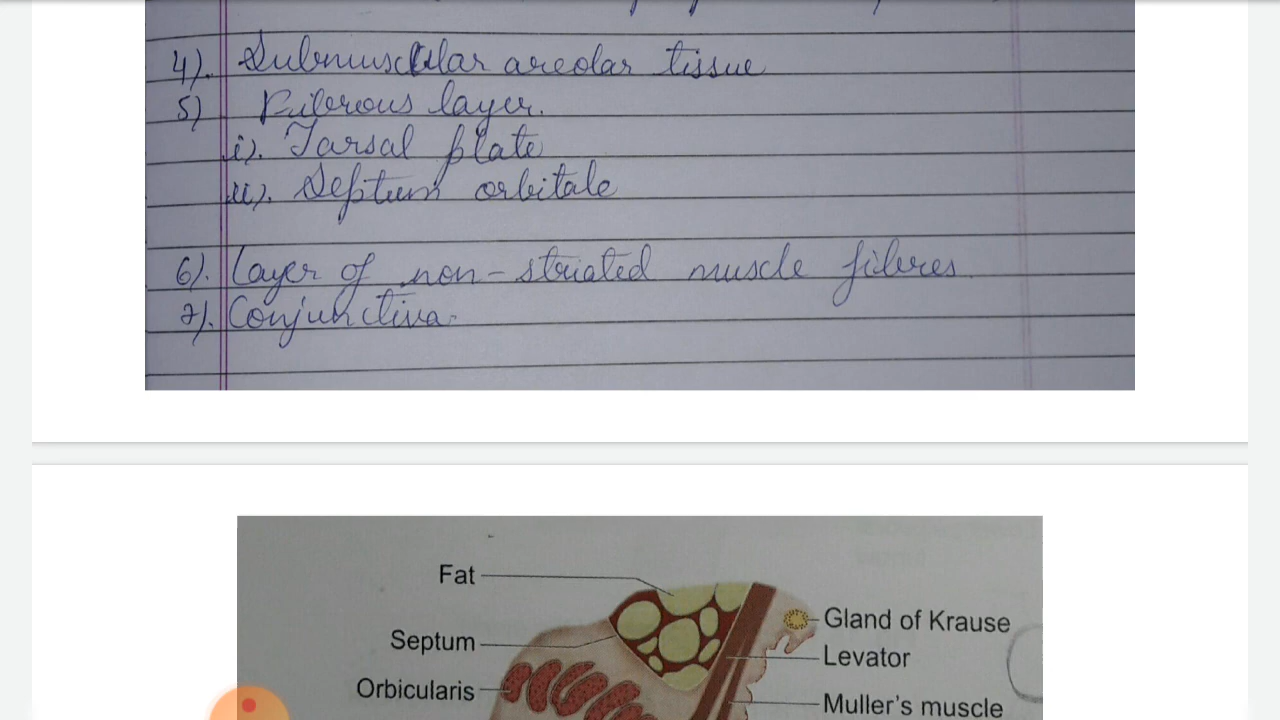 4). Submuscular areolar tissue
5) Fibrous layer.
i). Tarsal plate
ii). Septum orbitale
6). Layer of non-striated muscle fibres
7). Conjunctiva.
Fat
Gland of Krause
Septum
Levator
Orbicularis
Muller's muscle